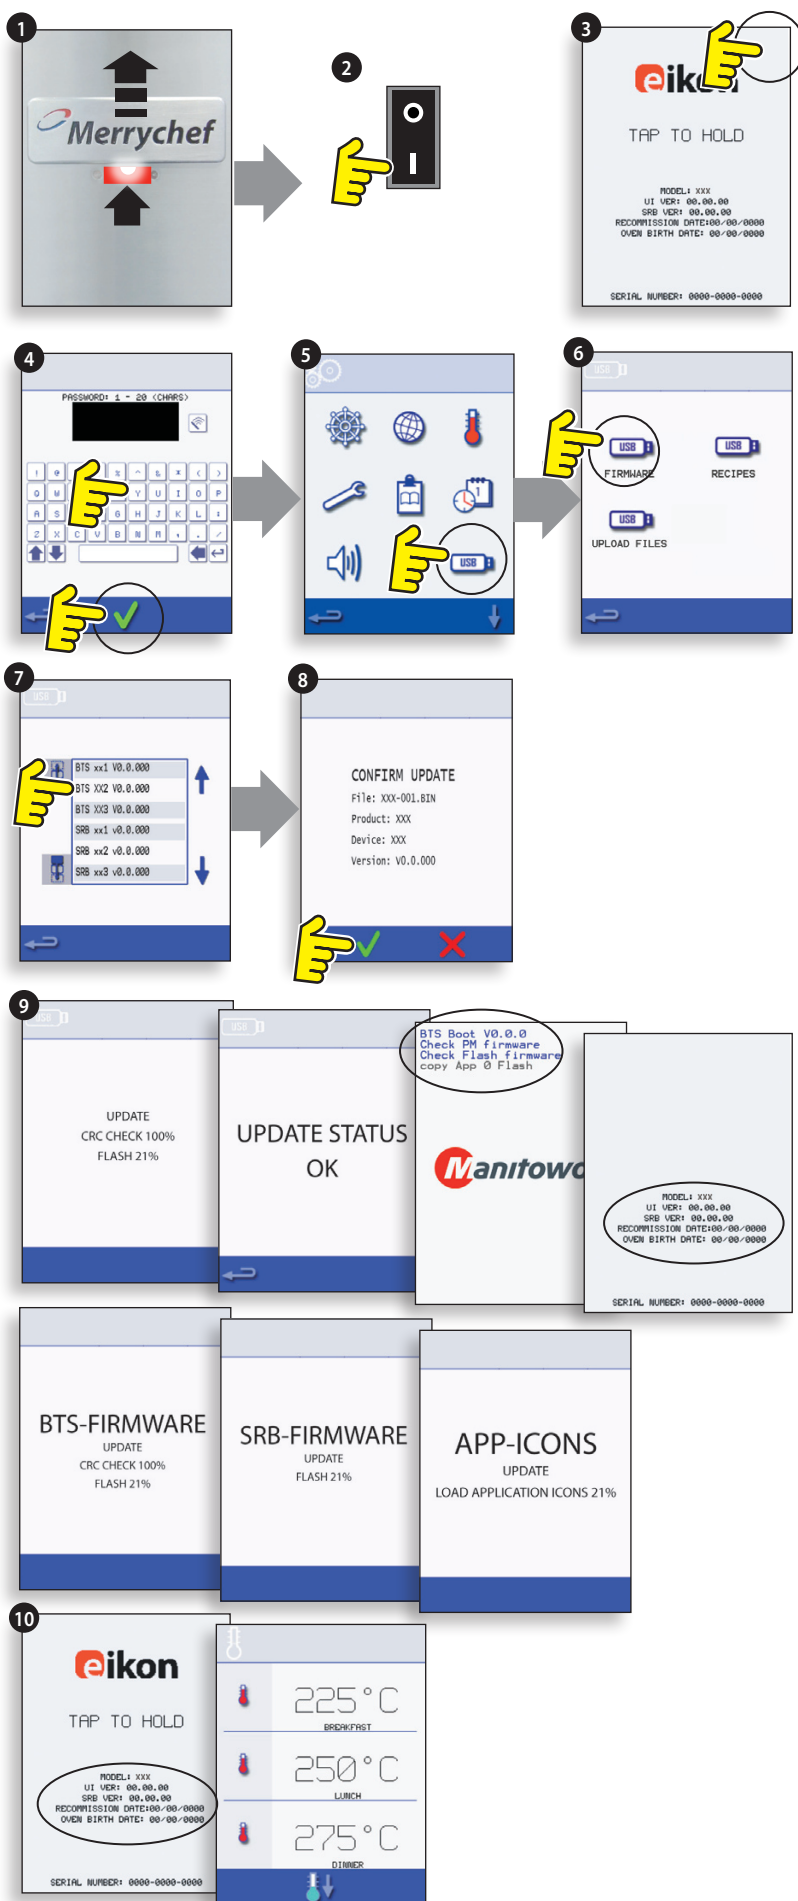 1
Merrychef
2
3
eikon
TAP TO HOLD
MODEL: XXX
UI VER: 00.00.00
SRB VER: 00.00.00
RECOMMISSION DATE:00/00/0000
OVEN BIRTH DATE: 00/00/0000
SERIAL NUMBER: 0000-0000-0000
4
PASSWORD: 1 - 20 (CHARS)
! @ % ^ & * ( )
Q W Y U I O P
A S G H J K L :
Z X C V B N M , . /
5
1
USB
6
USB
USB
FIRMWARE
USB
RECIPES
USB
UPLOAD FILES
7
USB
BTS xx1 V0.0.000
BTS XX2 V0.0.000
BTS XX3 V0.0.000
SRB xx1 v0.0.000
SRB xx2 v0.0.000
SRB xx3 v0.0.000
8
CONFIRM UPDATE
File: XXX-001.BIN
Product: XXX
Device: XXX
Version: V0.0.000
9
USB
UPDATE
CRC CHECK 100%
FLASH 21%
USB
UPDATE STATUS
OK
BTS Boot V0.0.0
Check PM firmware
Check Flash firmware
copy App 0 Flash
Manitowo
MODEL: XXX
UI VER: 00.00.00
SRB VER: 00.00.00
RECOMMISSION DATE:00/00/0000
OVEN BIRTH DATE: 00/00/0000
SERIAL NUMBER: 0000-0000-0000
BTS-FIRMWARE
UPDATE
CRC CHECK 100%
FLASH 21%
SRB-FIRMWARE
UPDATE
FLASH 21%
APP-ICONS
UPDATE
LOAD APPLICATION ICONS 21%
10
eikon
TAP TO HOLD
MODEL: XXX
UI VER: 00.00.00
SRB VER: 00.00.00
RECOMMISSION DATE:00/00/0000
OVEN BIRTH DATE: 00/00/0000
SERIAL NUMBER: 0000-0000-0000
225°C
BREAKFAST
250°C
LUNCH
275°C
DINNER